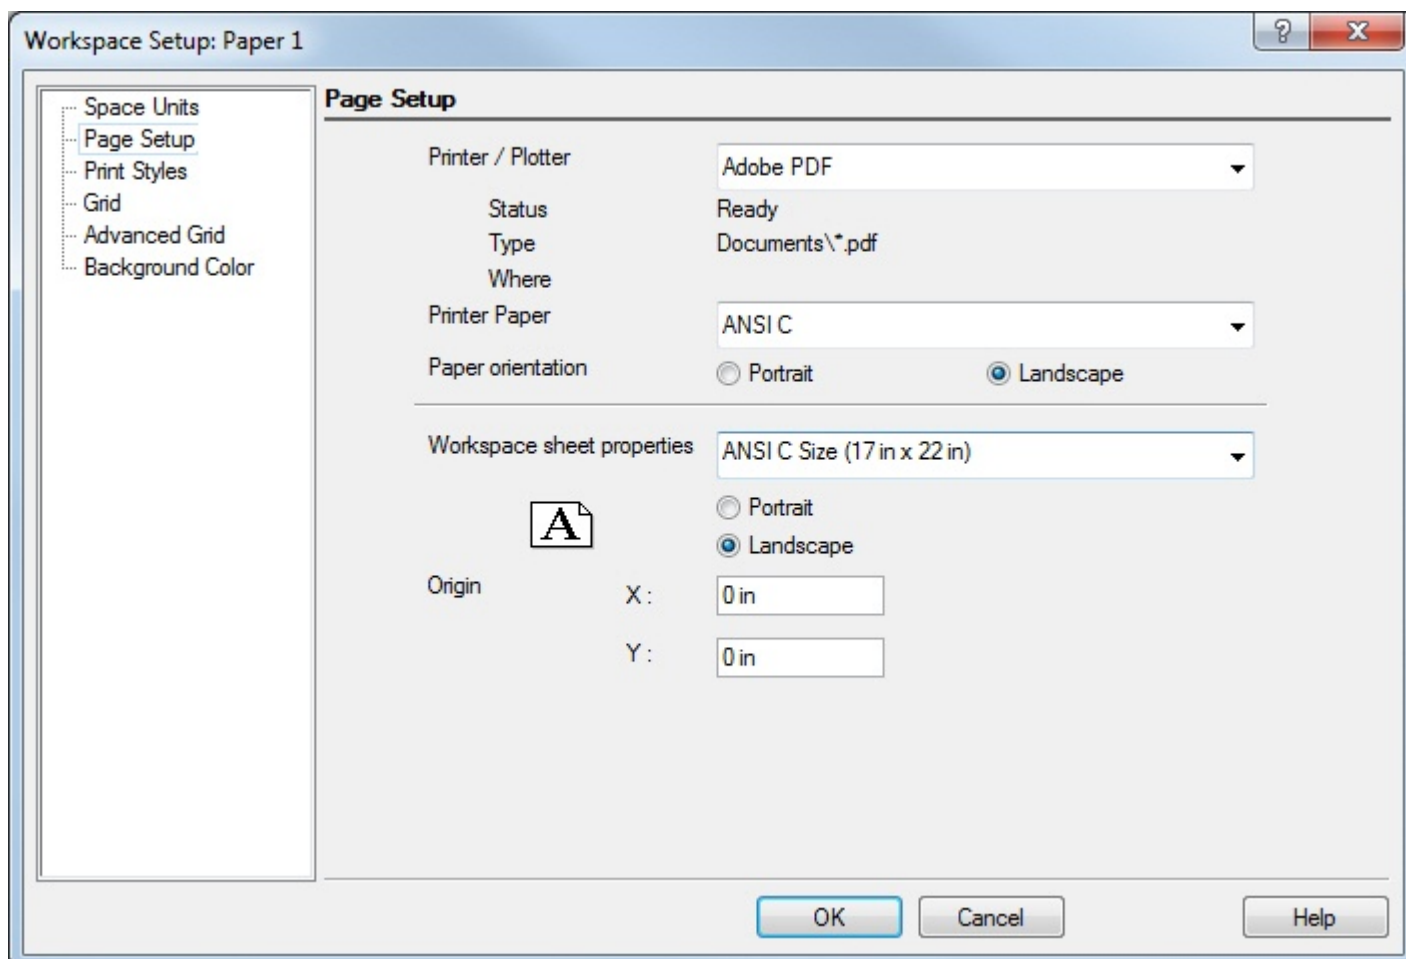 Workspace Setup: Paper 1
?
X
Space Units
Page Setup
Print Styles
Grid
Advanced Grid
Background Color
Page Setup
Printer / Plotter
Adobe PDF
Status
Ready
Type
Documents\*.pdf
Where
Printer Paper
ANSI C
Paper orientation
Portrait
Landscape
Workspace sheet properties
ANSI C Size (17 in x 22 in)
A
Portrait
Landscape
Origin
X :
0 in
Y :
0 in
OK
Cancel
Help